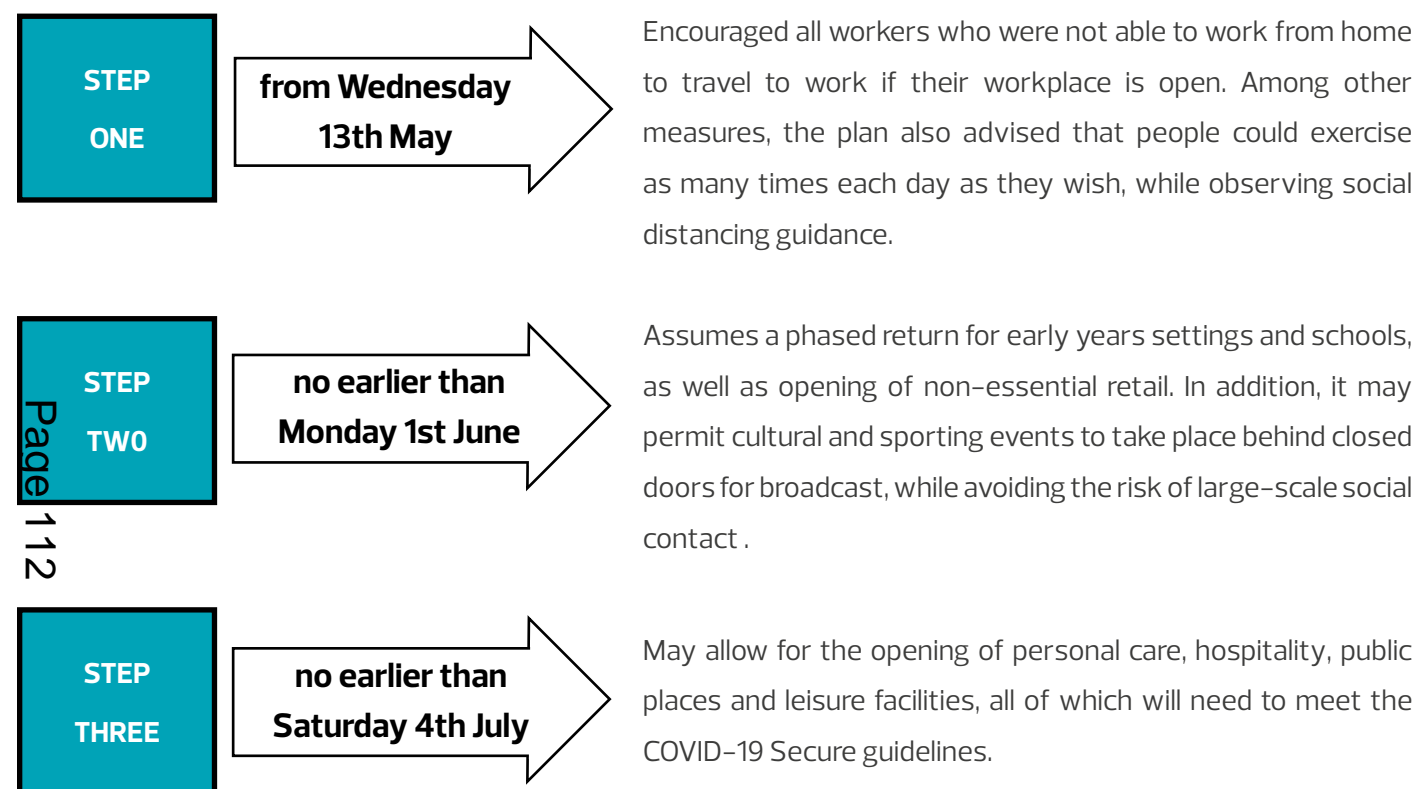 STEP
ONE
from Wednesday
13th May
Encouraged all workers who were not able to work from home
to travel to work if their workplace is open. Among other
measures, the plan also advised that people could exercise
as many times each day as they wish, while observing social
distancing guidance.
STEP
TW0
no earlier than
Monday 1st June
Assumes a phased return for early years settings and schools,
as well as opening of non-essential retail. In addition, it may
permit cultural and sporting events to take place behind closed
doors for broadcast, while avoiding the risk of large-scale social
contact .
Page 112
STEP
THREE
no earlier than
Saturday 4th July
May allow for the opening of personal care, hospitality, public
places and leisure facilities, all of which will need to meet the
COVID-19 Secure guidelines.